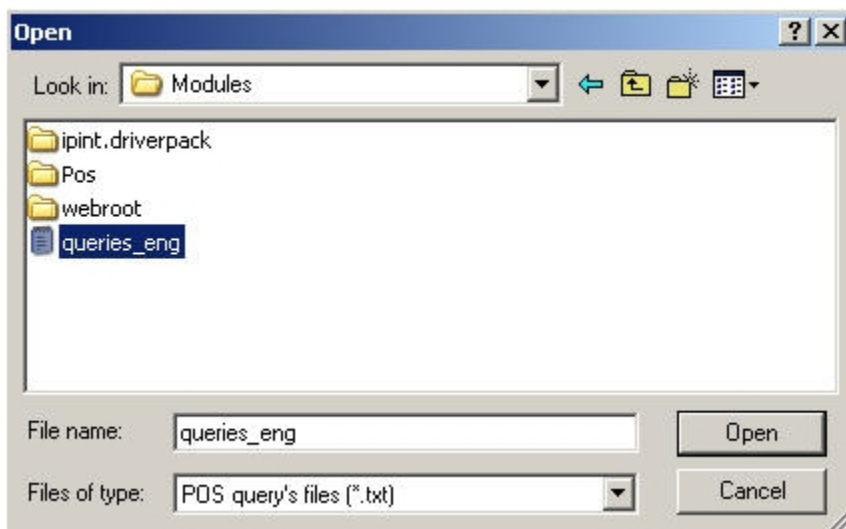 Open
Look in: Modules
ipint.driverpack
Pos
webroot
queries_eng
File name: queries_eng Open
Files of type: POS query's files (*.txt) Cancel